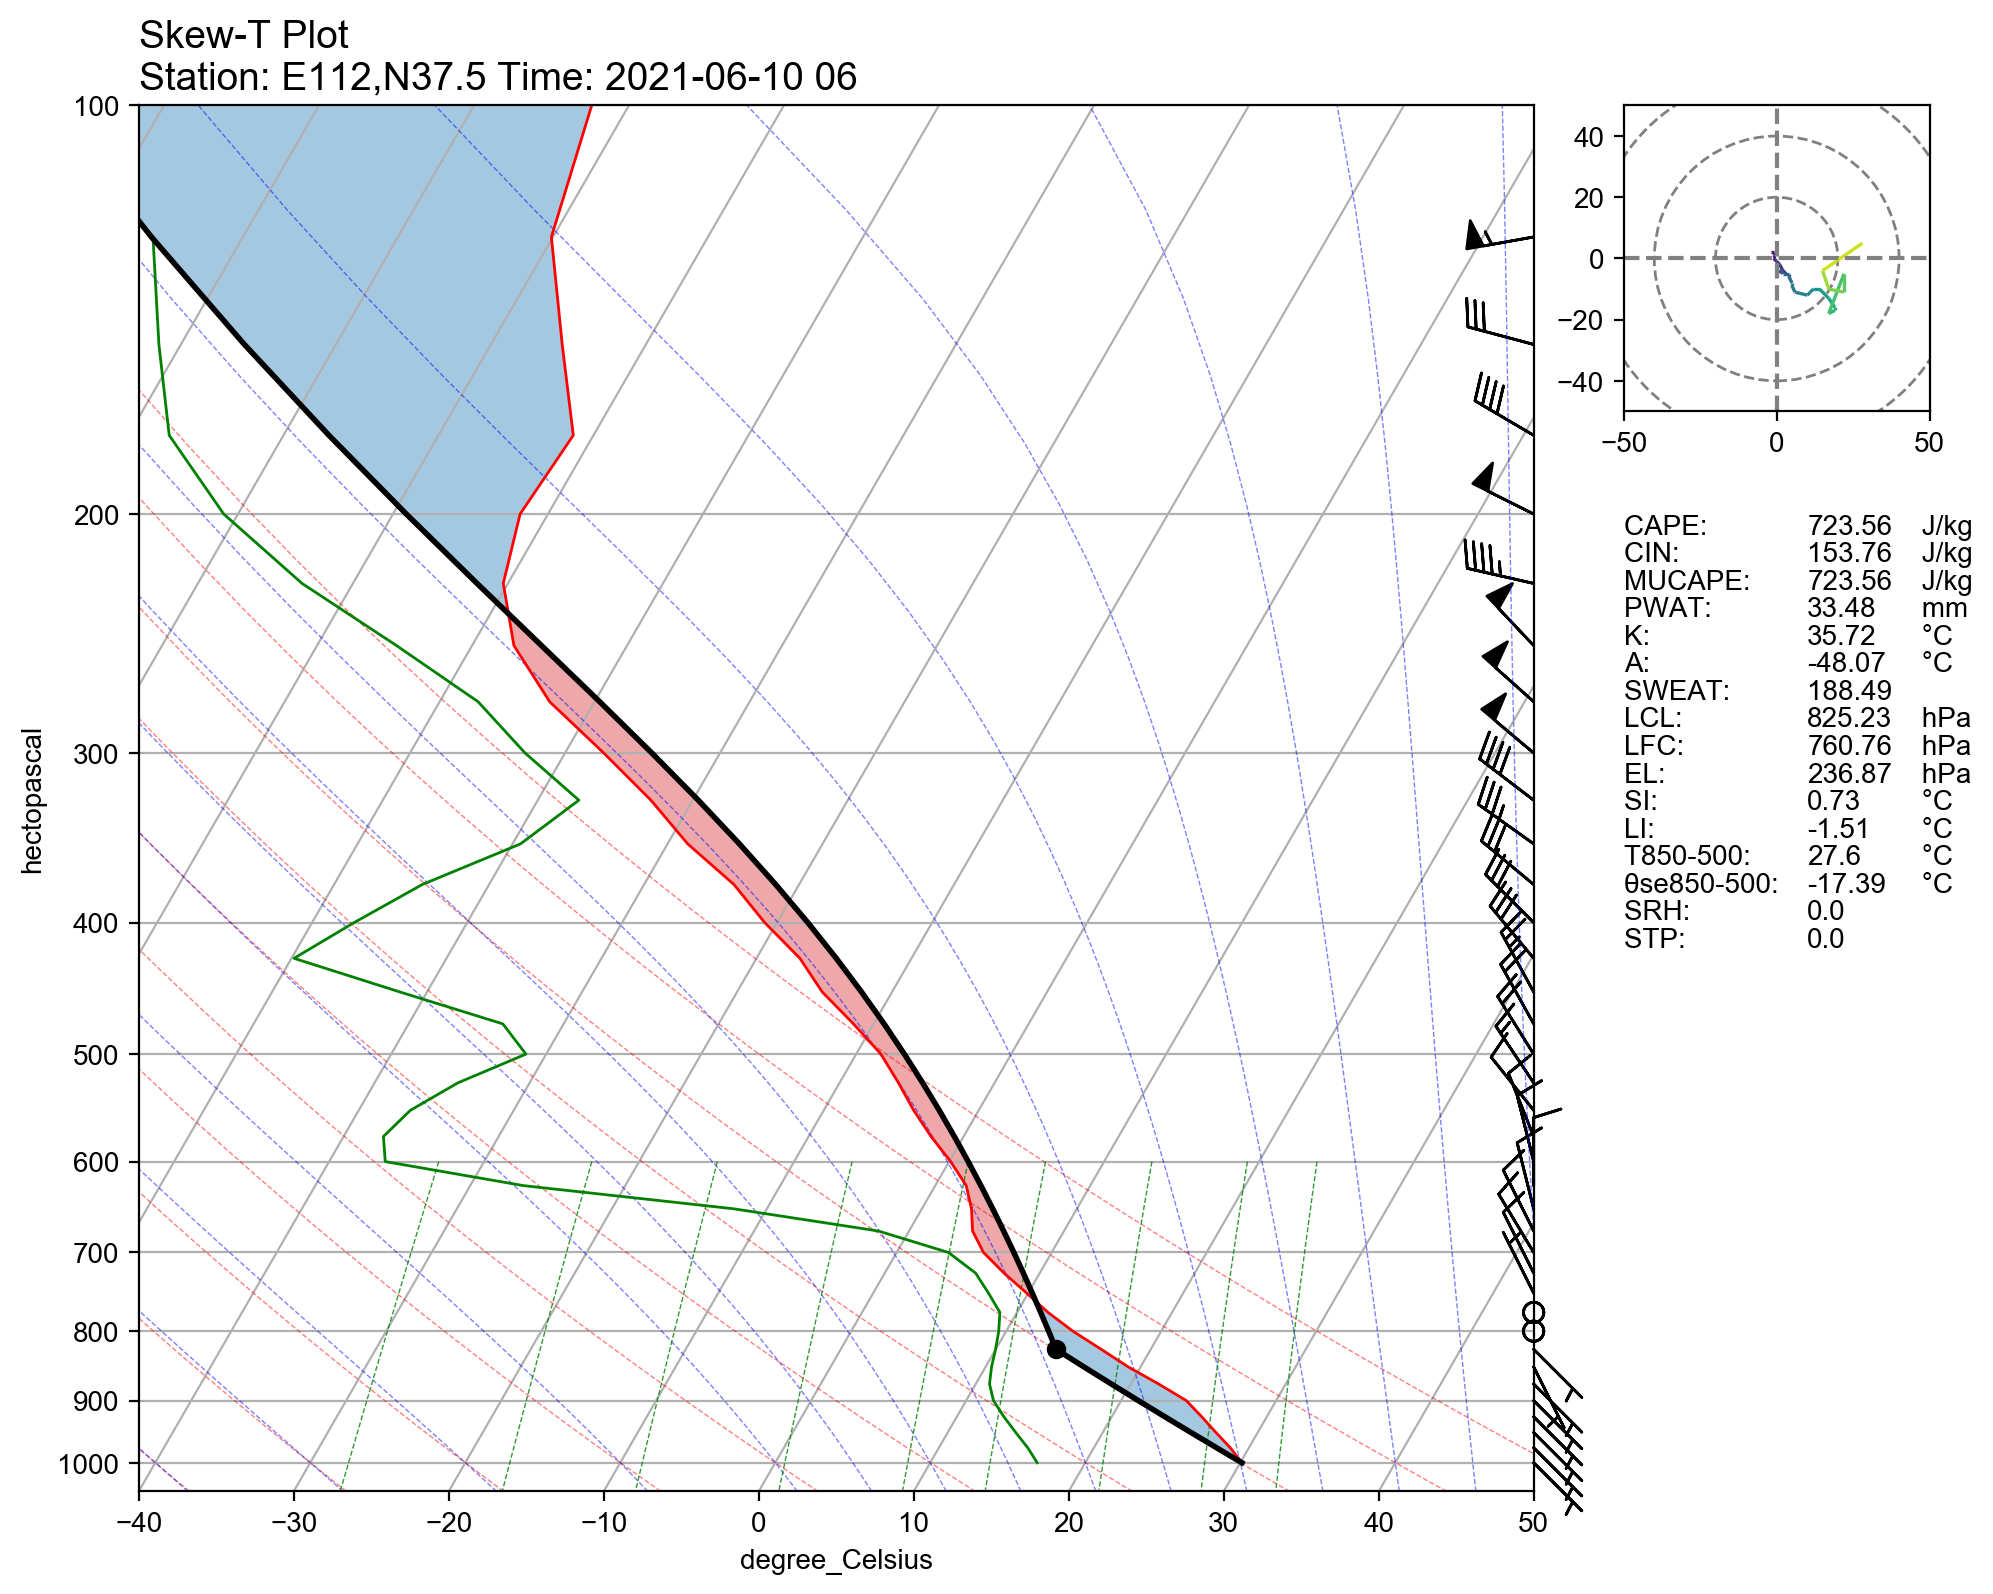 Skew-T Plot
Station: E112,N37.5 Time: 2021-06-10 06
100
200
300
400
500
600
700
800
900
1000
hectopascal
−40 −30 −20 −10 0 10 20 30 40 50
degree_Celsius
40
20
0
−20
−40
−50 0 50
CAPE: 723.56 J/kg
CIN: 153.76 J/kg
MUCAPE: 723.56 J/kg
PWAT: 33.48 mm
K: 35.72 °C
A: -48.07 °C
SWEAT: 188.49
LCL: 825.23 hPa
LFC: 760.76 hPa
EL: 236.87 hPa
SI: 0.73 °C
LI: -1.51 °C
T850-500: 27.6 °C
θse850-500: -17.39 °C
SRH: 0.0
STP: 0.0